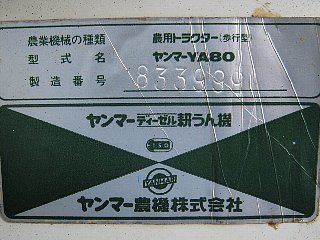 農業機械の種類 農用トラクター(歩行型)
型式名 ヤンマーYA80
製造番号 833999
ヤンマーディーゼル耕うん機
YANMAR
ヤンマー農機株式会社